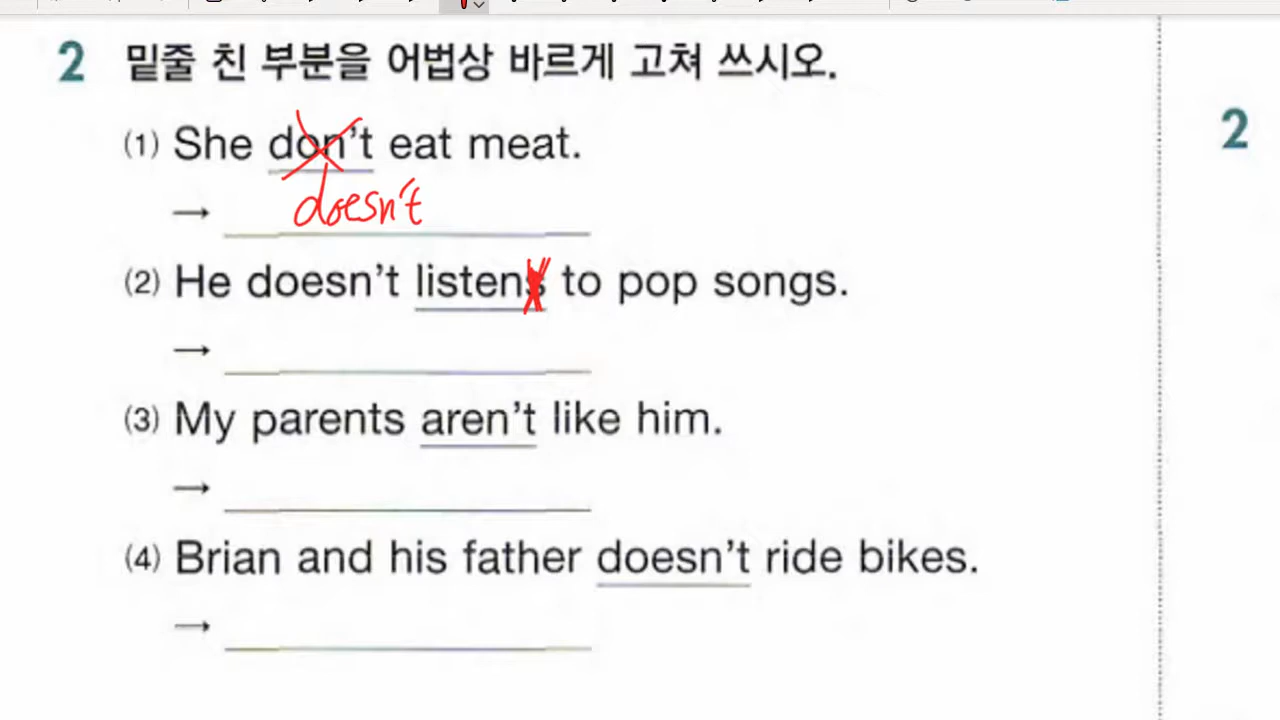 2 밑줄 친 부분을 어법상 바르게 고쳐 쓰시오.
(1) She don't eat meat.
→ doesn't
(2) He doesn't listens to pop songs.
→
(3) My parents aren't like him.
→
(4) Brian and his father doesn't ride bikes.
→
2